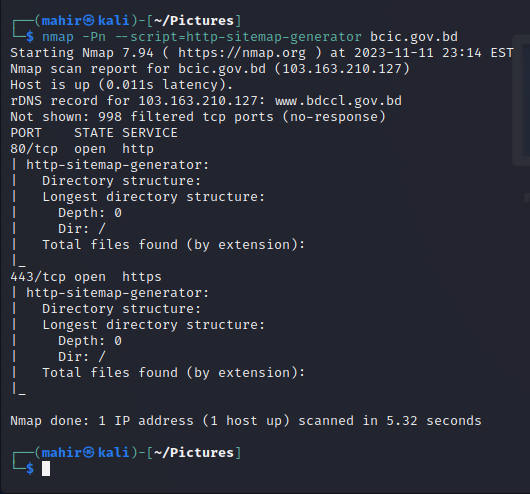 ┌──(mahir㉿kali)-[~/Pictures]
└─$ nmap -Pn --script=http-sitemap-generator bcic.gov.bd
Starting Nmap 7.94 ( https://nmap.org ) at 2023-11-11 23:14 EST
Nmap scan report for bcic.gov.bd (103.163.210.127)
Host is up (0.011s latency).
rDNS record for 103.163.210.127: www.bdccl.gov.bd
Not shown: 998 filtered tcp ports (no-response)
PORT    STATE SERVICE
80/tcp  open  http
| http-sitemap-generator:
|   Directory structure:
|   Longest directory structure:
|     Depth: 0
|     Dir: /
|   Total files found (by extension):
|_
443/tcp open  https
| http-sitemap-generator:
|   Directory structure:
|   Longest directory structure:
|     Depth: 0
|     Dir: /
|   Total files found (by extension):
|_
Nmap done: 1 IP address (1 host up) scanned in 5.32 seconds
┌──(mahir㉿kali)-[~/Pictures]
└─$